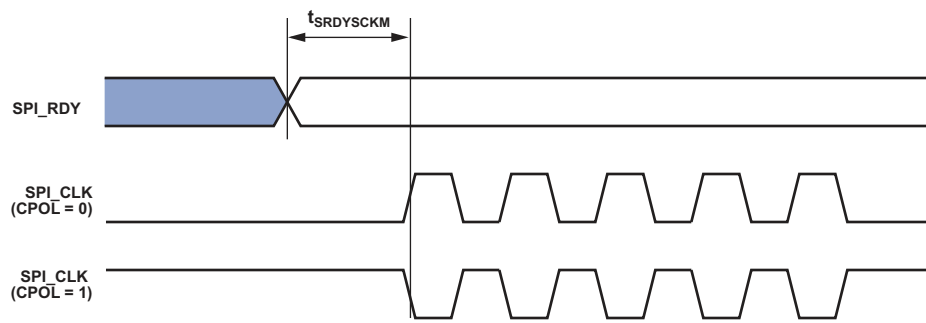 tSRDYSCKM
SPI_RDY
SPI_CLK
(CPOL = 0)
SPI_CLK
(CPOL = 1)